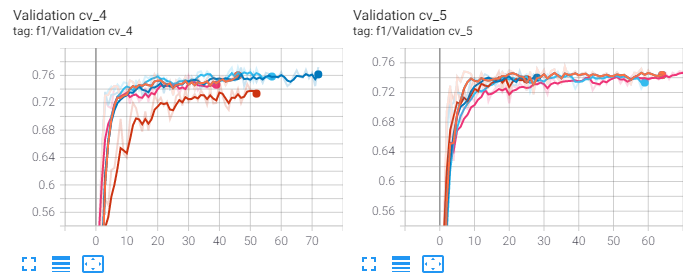 Validation cv_4
tag: f1/Validation cv_4
0.76
0.72
0.68
0.64
0.6
0.56
0 10 20 30 40 50 60 70
Validation cv_5
tag: f1/Validation cv_5
0.76
0.72
0.68
0.64
0.6
0.56
0 10 20 30 40 50 60